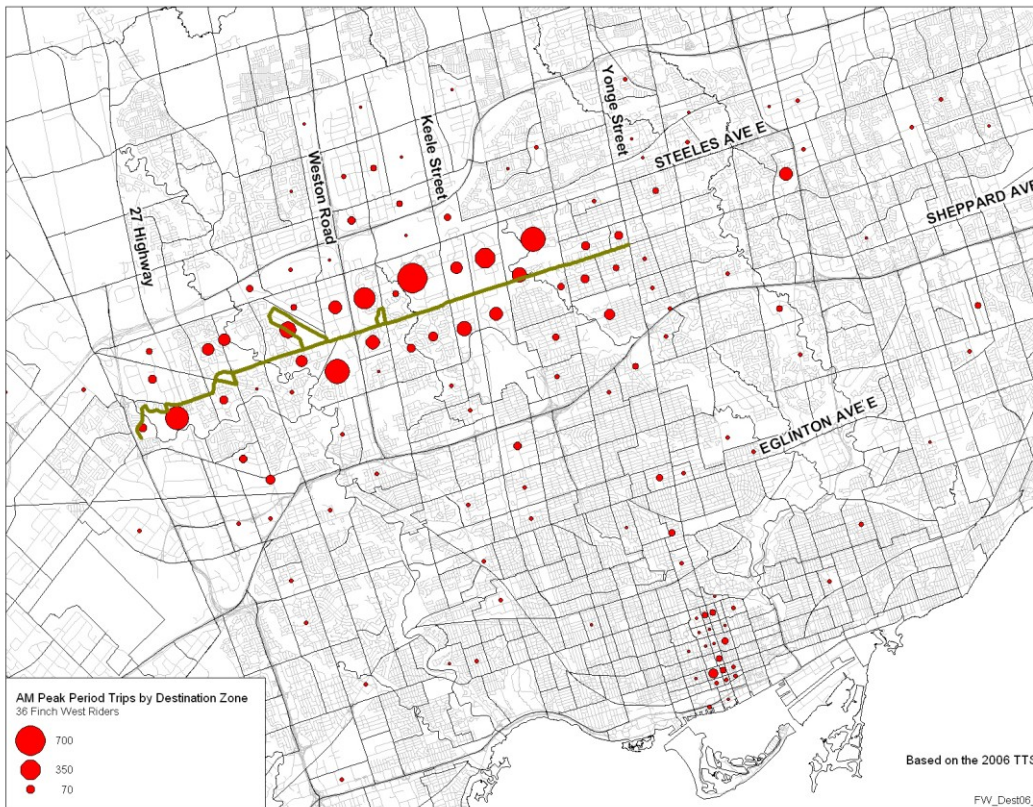 Yonge Street
STEELES AVE E
Keele Street
Weston Road
SHEPPARD AVE
27 Highway
EGLINTON AVE E
AM Peak Period Trips by Destination Zone
36 Finch West Riders
700
350
70
Based on the 2006 TTS
FW_Dest06